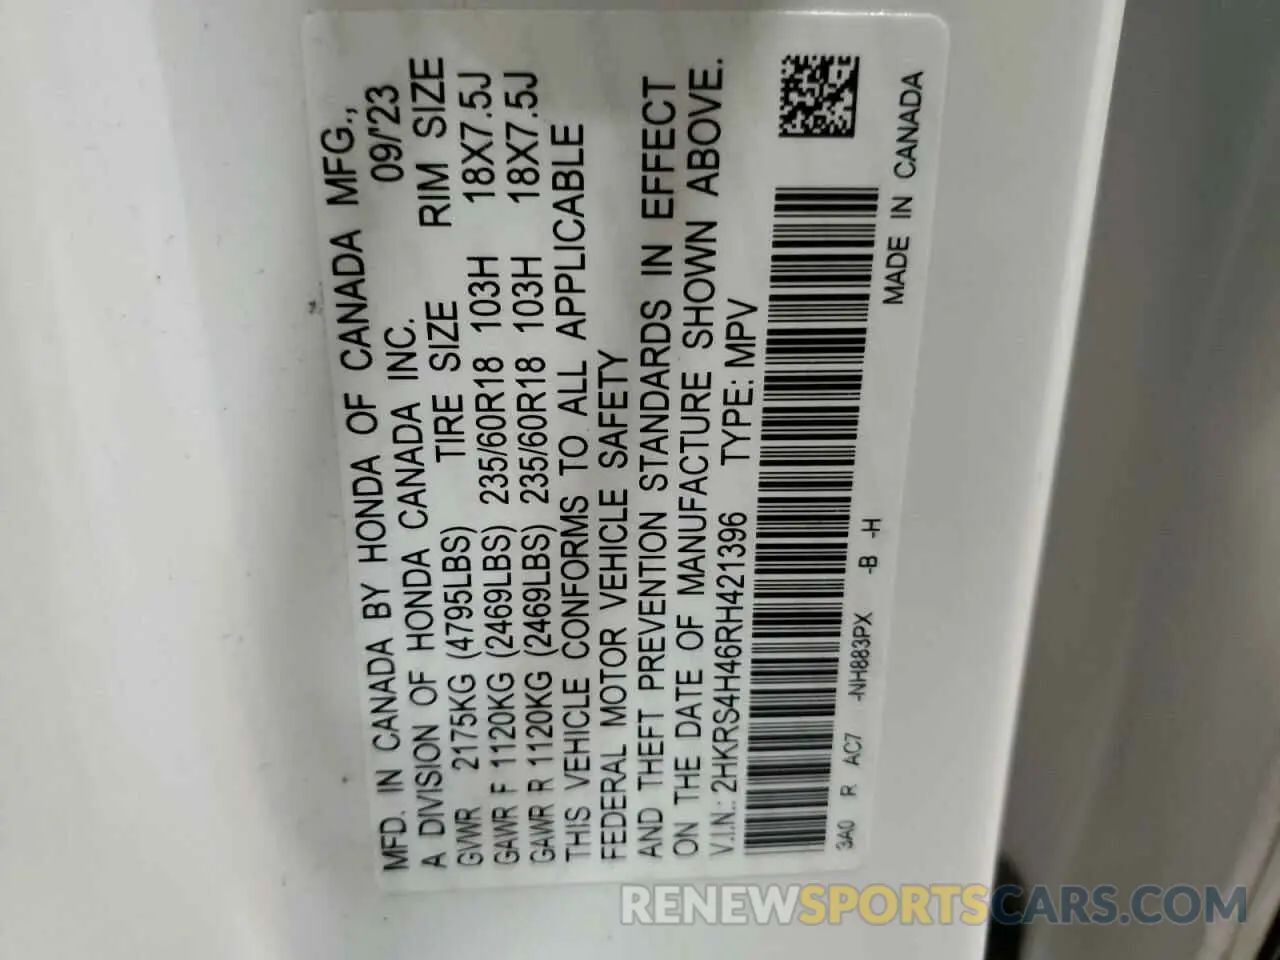 MFD. IN CANADA BY HONDA OF CANADA MFG.,
A DIVISION OF HONDA CANADA INC. 09/'23
GVWR 2175KG (4795LBS) TIRE SIZE RIM SIZE
GAWR F 1120KG (2469LBS) 235/60R18 103H 18X7.5J
GAWR R 1120KG (2469LBS) 235/60R18 103H 18X7.5J
THIS VEHICLE CONFORMS TO ALL APPLICABLE
FEDERAL MOTOR VEHICLE SAFETY
AND THEFT PREVENTION STANDARDS IN EFFECT
ON THE DATE OF MANUFACTURE SHOWN ABOVE.
V.I.N.: 2HKRS4H46RH421396 TYPE: MPV
3A0 R AC7 -NH883PX -B -H
MADE IN CANADA
RENEWSPORTSCARS.COM